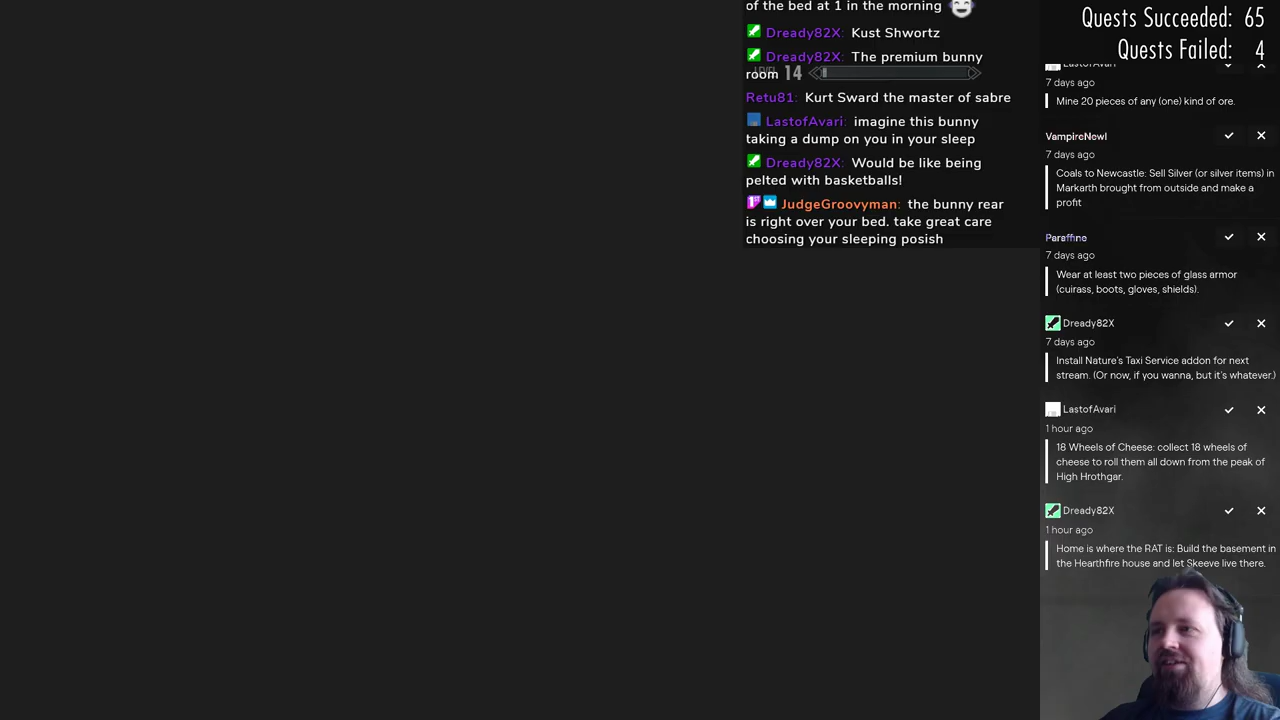 of the bed at 1 in the morning
Dready82X: Kust Shwortz
Dready82X: The premium bunny
room
LEVEL 14
Retu81: Kurt Sward the master of sabre
LastofAvari: imagine this bunny
taking a dump on you in your sleep
Dready82X: Would be like being
pelted with basketballs!
JudgeGroovyman: the bunny rear
is right over your bed. take great care
choosing your sleeping posish
Quests Succeeded: 65
Quests Failed: 4
LastofAvari
7 days ago
Mine 20 pieces of any (one) kind of ore.
VampireNewl
7 days ago
Coals to Newcastle: Sell Silver (or silver items) in
Markarth brought from outside and make a
profit
Paraffine
7 days ago
Wear at least two pieces of glass armor
(cuirass, boots, gloves, shields).
Dready82X
7 days ago
Install Nature's Taxi Service addon for next
stream. (Or now, if you wanna, but it's whatever.)
LastofAvari
1 hour ago
18 Wheels of Cheese: collect 18 wheels of
cheese to roll them all down from the peak of
High Hrothgar.
Dready82X
1 hour ago
Home is where the RAT is: Build the basement in
the Hearthfire house and let Skeeve live there.